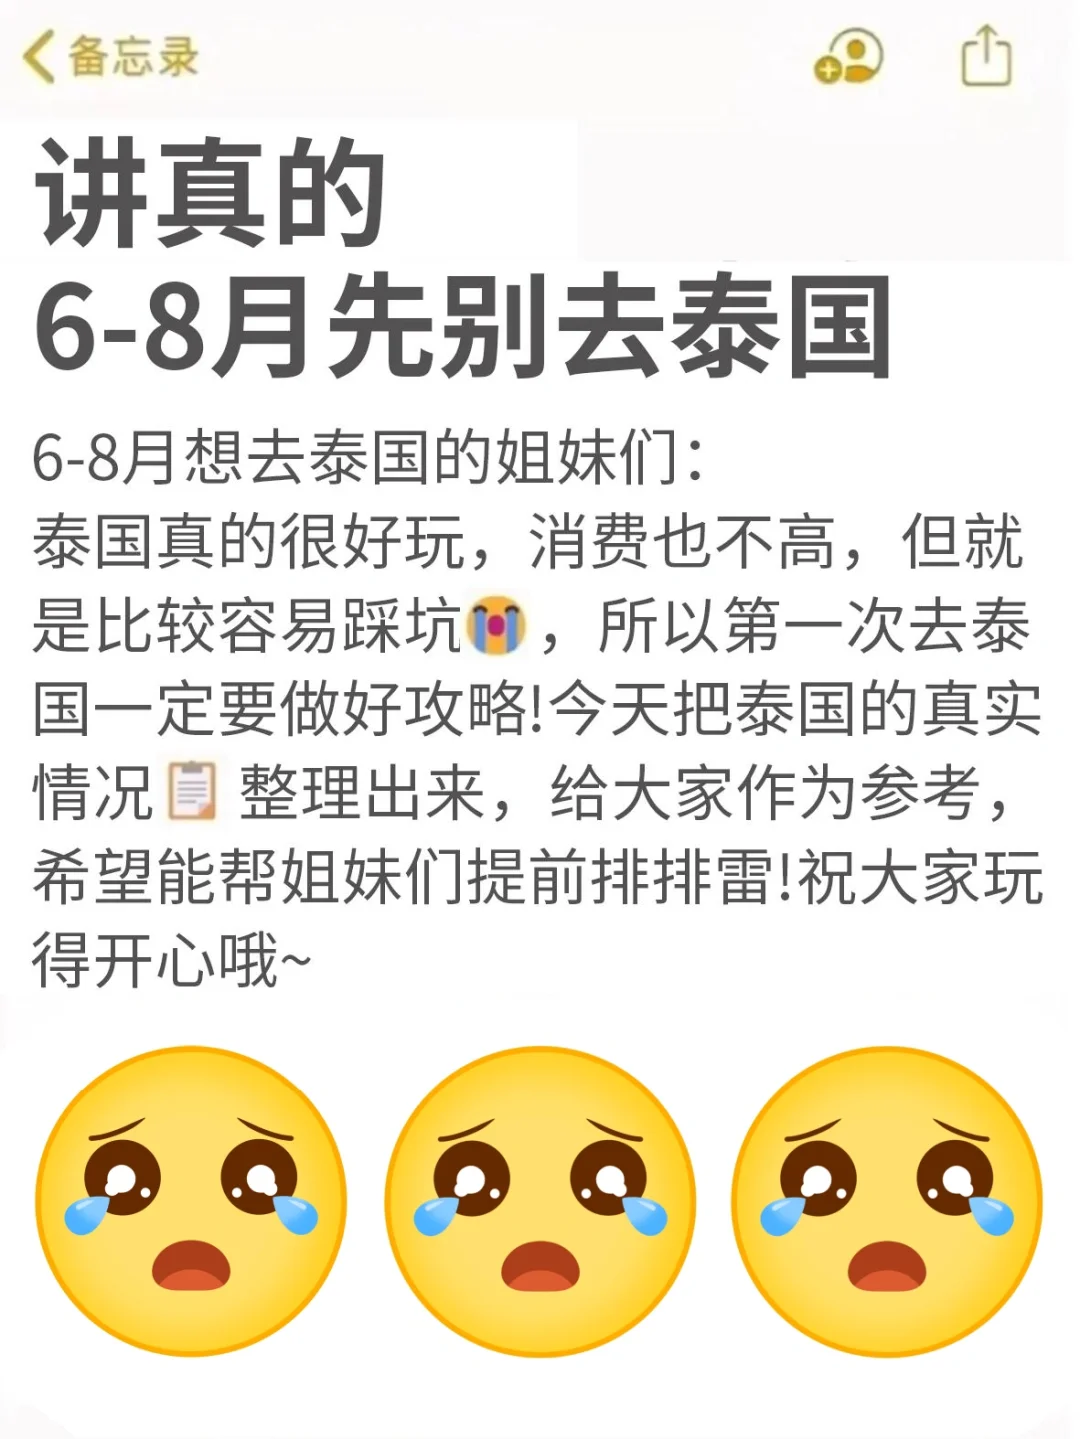 备忘录
讲真的
6-8月先别去泰国
6-8月想去泰国的姐妹们：
泰国真的很好玩，消费也不高，但就
是比较容易踩坑😭，所以第一次去泰
国一定要做好攻略!今天把泰国的真实
情况📋 整理出来，给大家作为参考，
希望能帮姐妹们提前排排雷!祝大家玩
得开心哦~